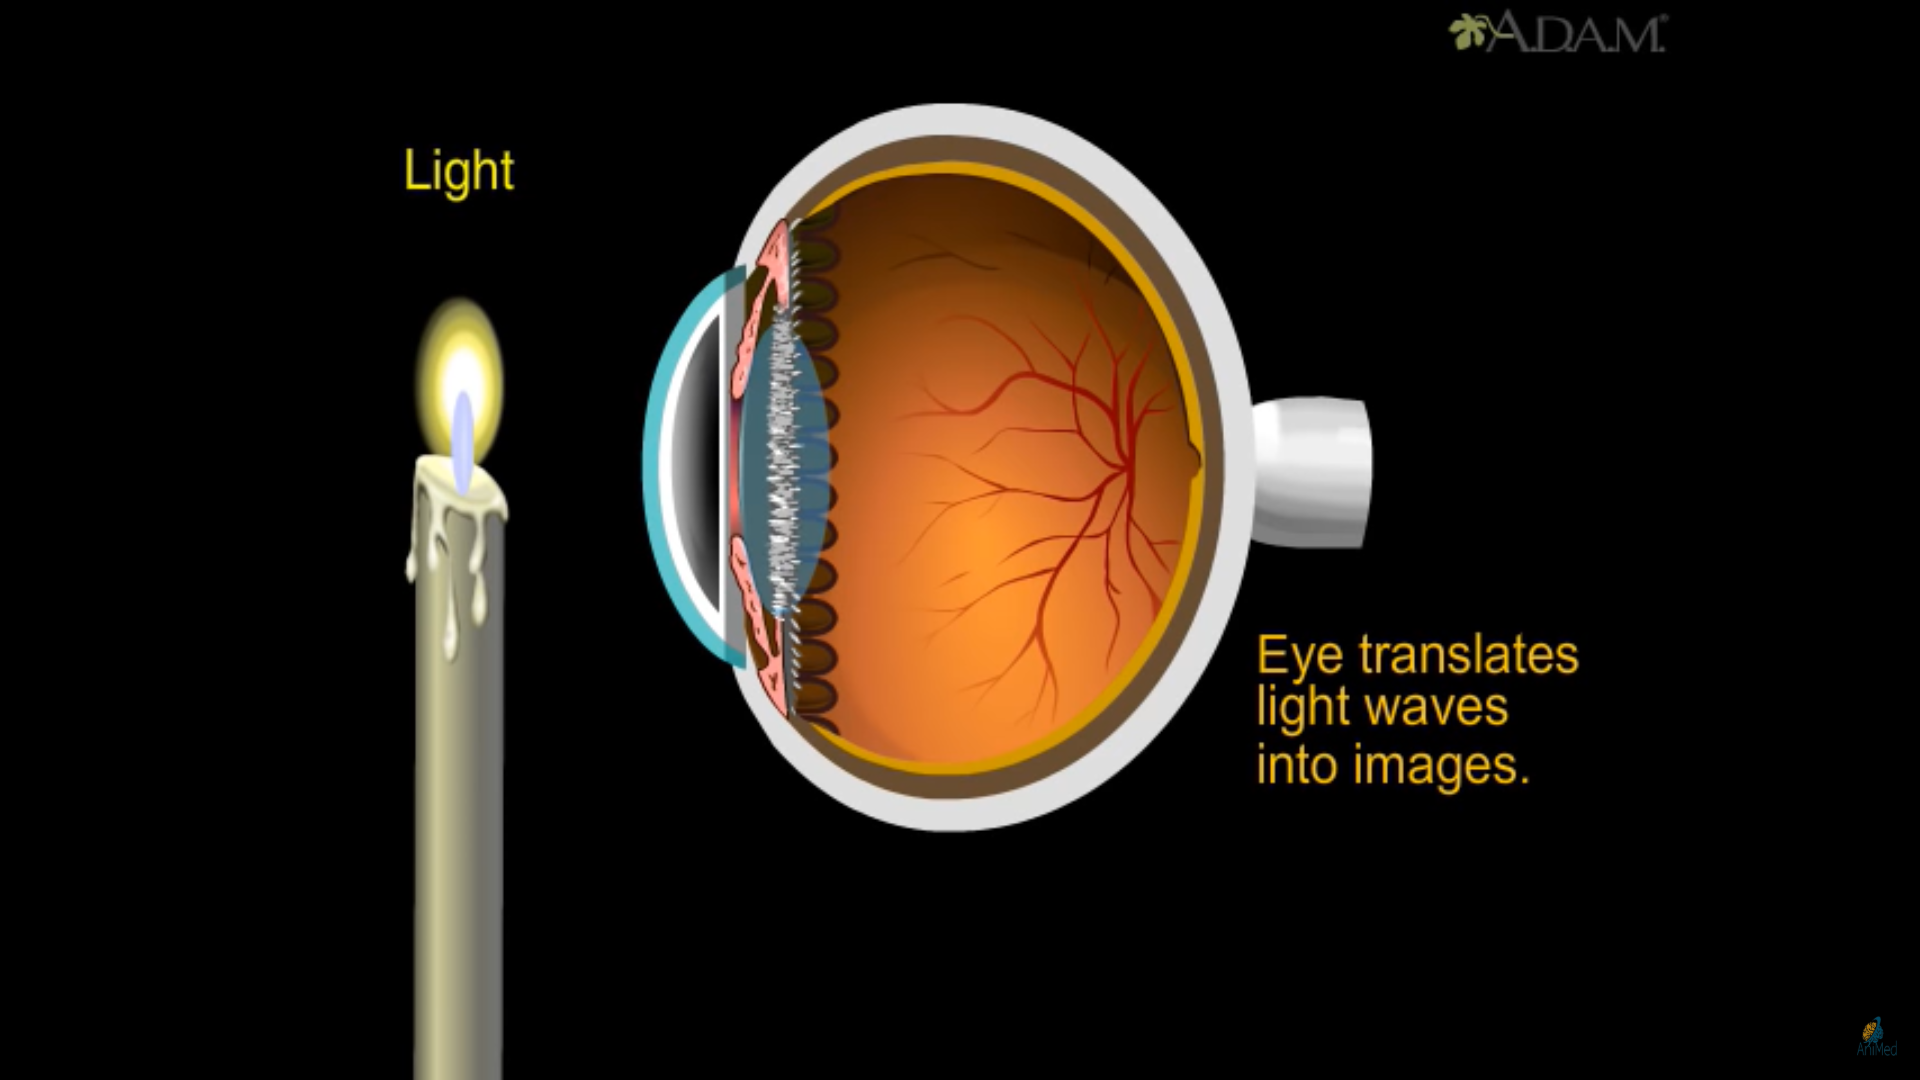 A.D.A.M.®
Light
Eye translates
light waves
into images.
AniMed